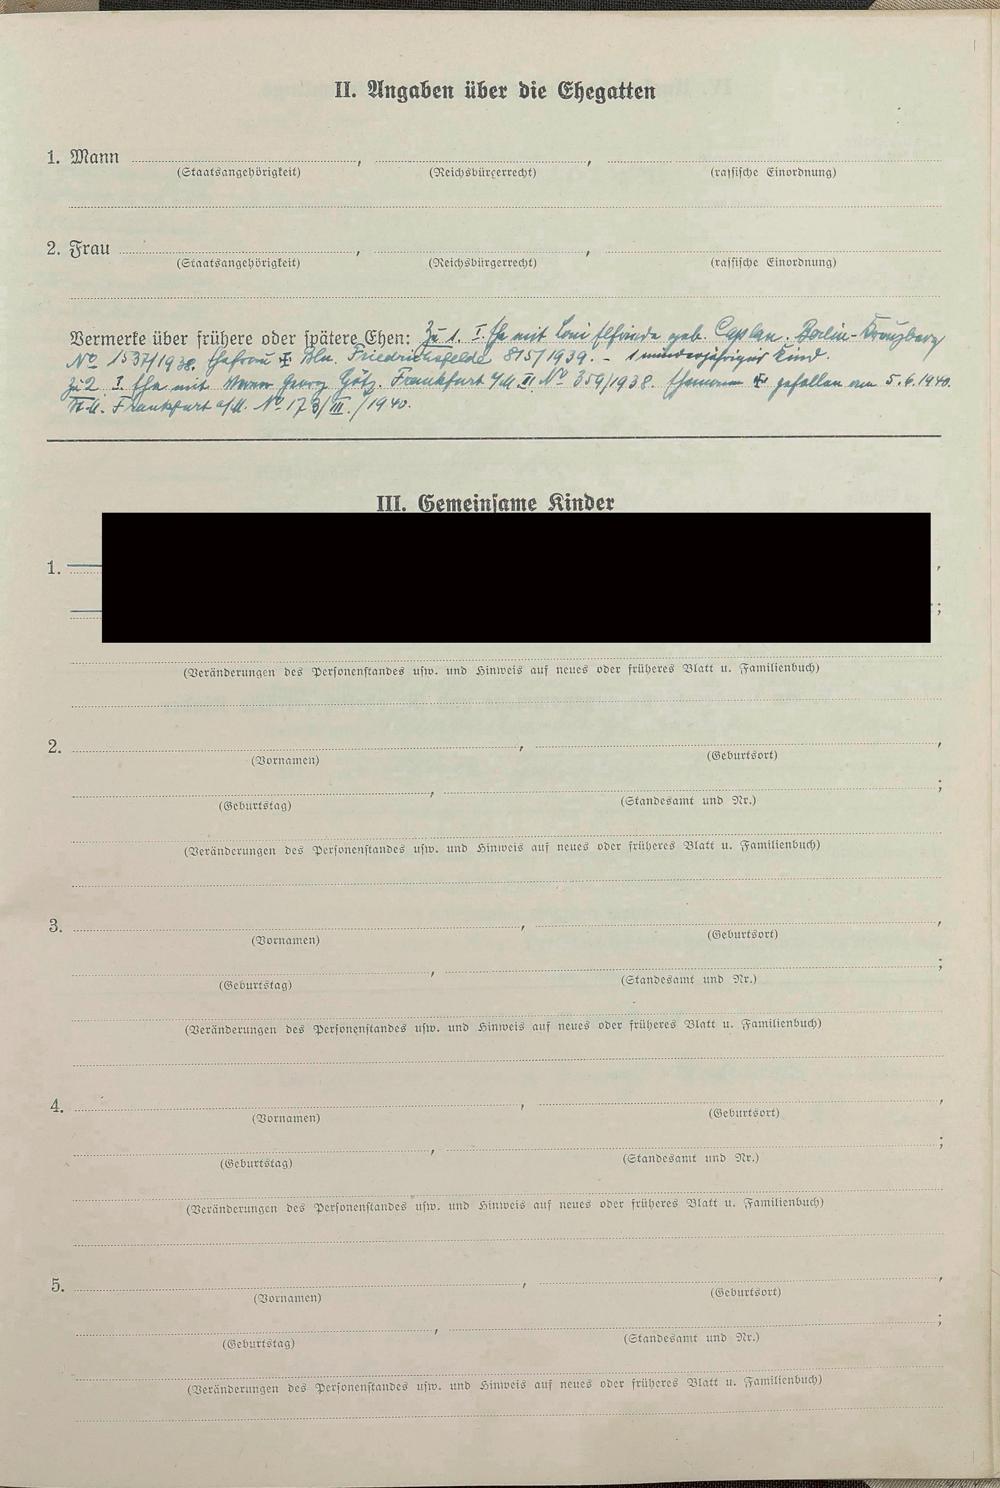 II. Angaben über die Ehegatten
1. Mann , ,
(Staatsangehörigkeit) (Reichsbürgerrecht) (rassische Einordnung)
2. Frau , ,
(Staatsangehörigkeit) (Reichsbürgerrecht) (rassische Einordnung)
Vermerke über frühere oder spätere Ehen: Zu 1. I. Ehe mit Loni Elfriede geb. Caplan. Berlin-Kreuzberg
No 1537/1938. Ehefrau Bln. Friedrichsfelde 815/1939. - 1 minderjähriges Kind.
Zu 2. I. Ehe mit Werner Georg Götz. Frankfurt a/M. II No 359/1938. Ehemann gefallen am 5.6.1940.
St.A. Frankfurt a/M. No 173/III./1940.
III. Gemeinsame Kinder
1. ,
;
(Veränderungen des Personenstandes usw. und Hinweis auf neues oder früheres Blatt u. Familienbuch)
2. , ,
(Vornamen) (Geburtsort)
, ;
(Geburtstag) (Standesamt und Nr.)
(Veränderungen des Personenstandes usw. und Hinweis auf neues oder früheres Blatt u. Familienbuch)
3. , ,
(Vornamen) (Geburtsort)
, ;
(Geburtstag) (Standesamt und Nr.)
(Veränderungen des Personenstandes usw. und Hinweis auf neues oder früheres Blatt u. Familienbuch)
4. , ,
(Vornamen) (Geburtsort)
, ;
(Geburtstag) (Standesamt und Nr.)
(Veränderungen des Personenstandes usw. und Hinweis auf neues oder früheres Blatt u. Familienbuch)
5. , ,
(Vornamen) (Geburtsort)
, ;
(Geburtstag) (Standesamt und Nr.)
(Veränderungen des Personenstandes usw. und Hinweis auf neues oder früheres Blatt u. Familienbuch)